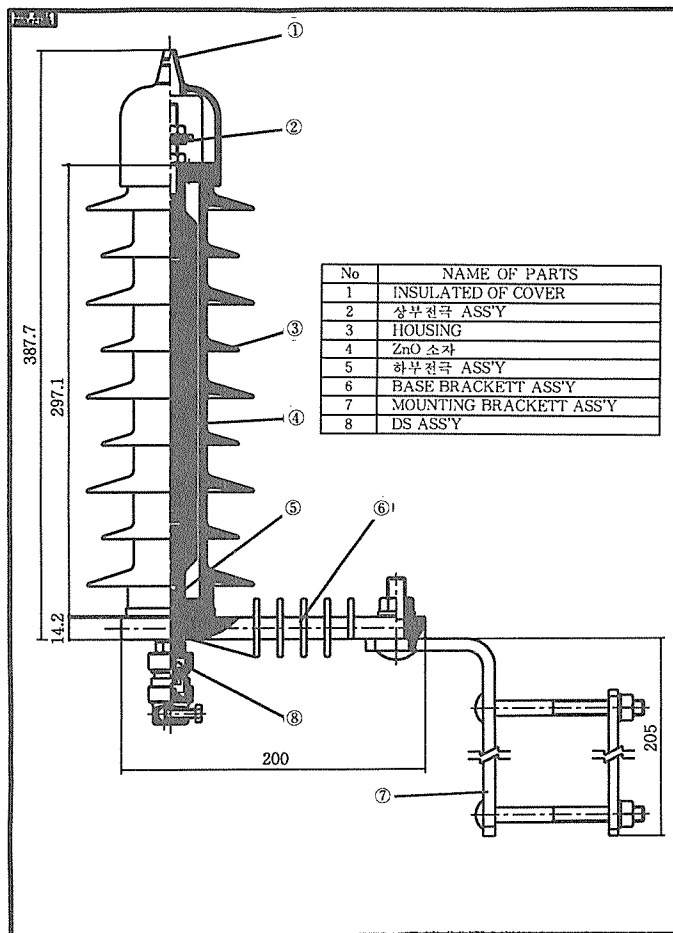 ①
②
387.7
297.1
14.2
No NAME OF PARTS
1 INSULATED OF COVER
2 상부전극 ASS'Y
3 HOUSING
4 ZnO 소자
5 하부전극 ASS'Y
6 BASE BRACKETT ASS'Y
7 MOUNTING BRACKETT ASS'Y
8 DS ASS'Y
③
④
⑤
⑥
⑧
200
205
⑦